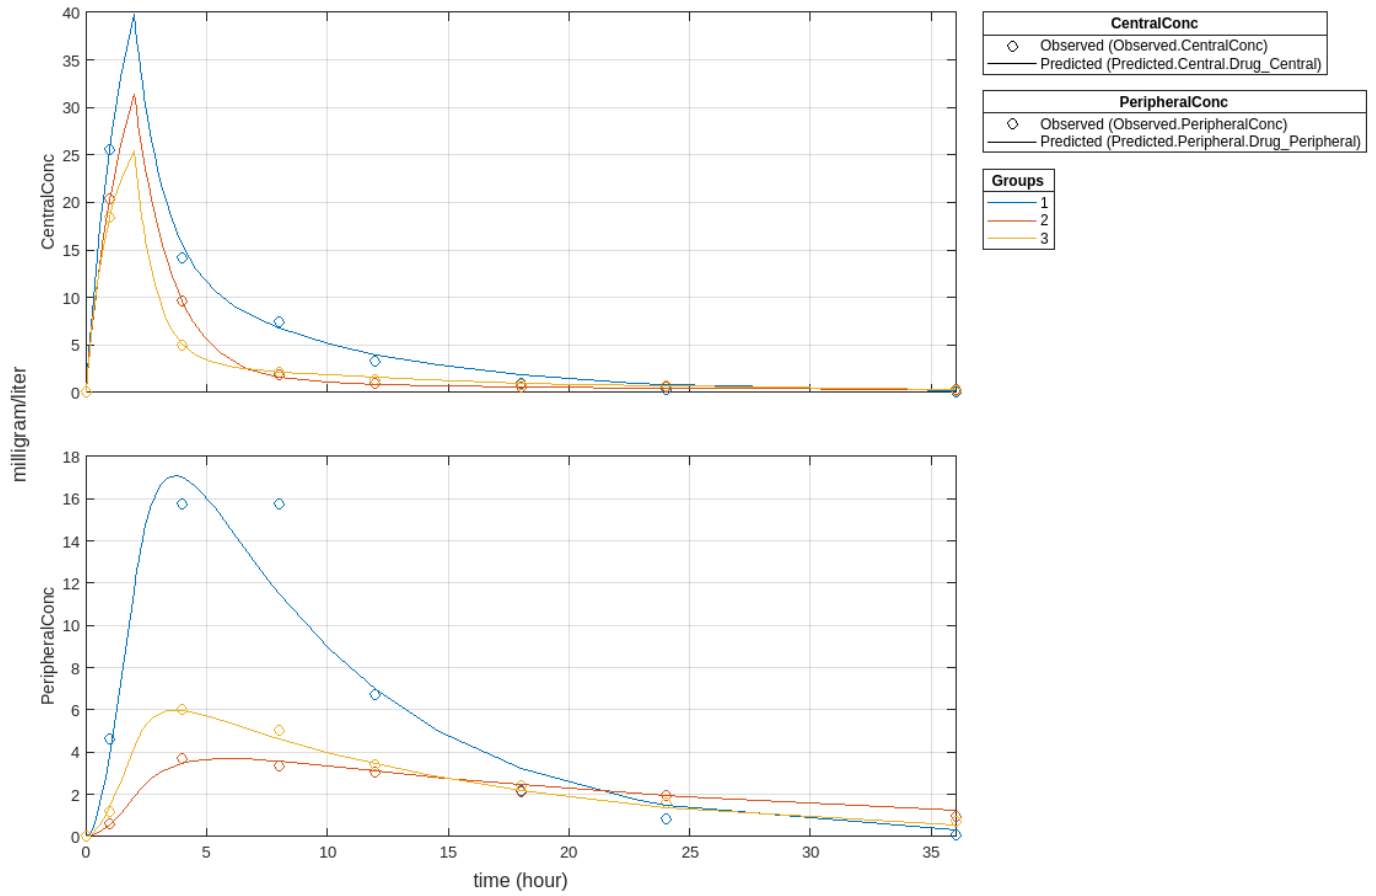 40
35
30
25
20
15
10
5
0
CentralConc
milligram/liter
18
16
14
12
10
8
6
4
2
0
PeripheralConc
0
5
10
15
20
25
30
35
time (hour)
CentralConc
Observed (Observed.CentralConc)
Predicted (Predicted.Central.Drug_Central)
PeripheralConc
Observed (Observed.PeripheralConc)
Predicted (Predicted.Peripheral.Drug_Peripheral)
Groups
1
2
3